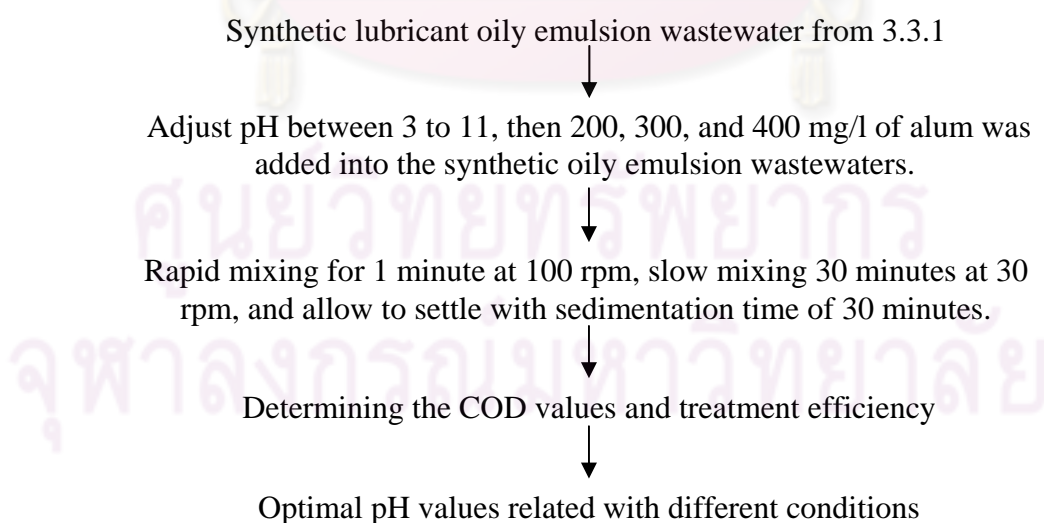 Synthetic lubricant oily emulsion wastewater from 3.3.1
Adjust pH between 3 to 11, then 200, 300, and 400 mg/l of alum was
added into the synthetic oily emulsion wastewaters.
ศูนย์วิทยทรัพยากร
Rapid mixing for 1 minute at 100 rpm, slow mixing 30 minutes at 30
rpm, and allow to settle with sedimentation time of 30 minutes.
จุฬาลงกรณ์มหาวิทยาลัย
Determining the COD values and treatment efficiency
Optimal pH values related with different conditions